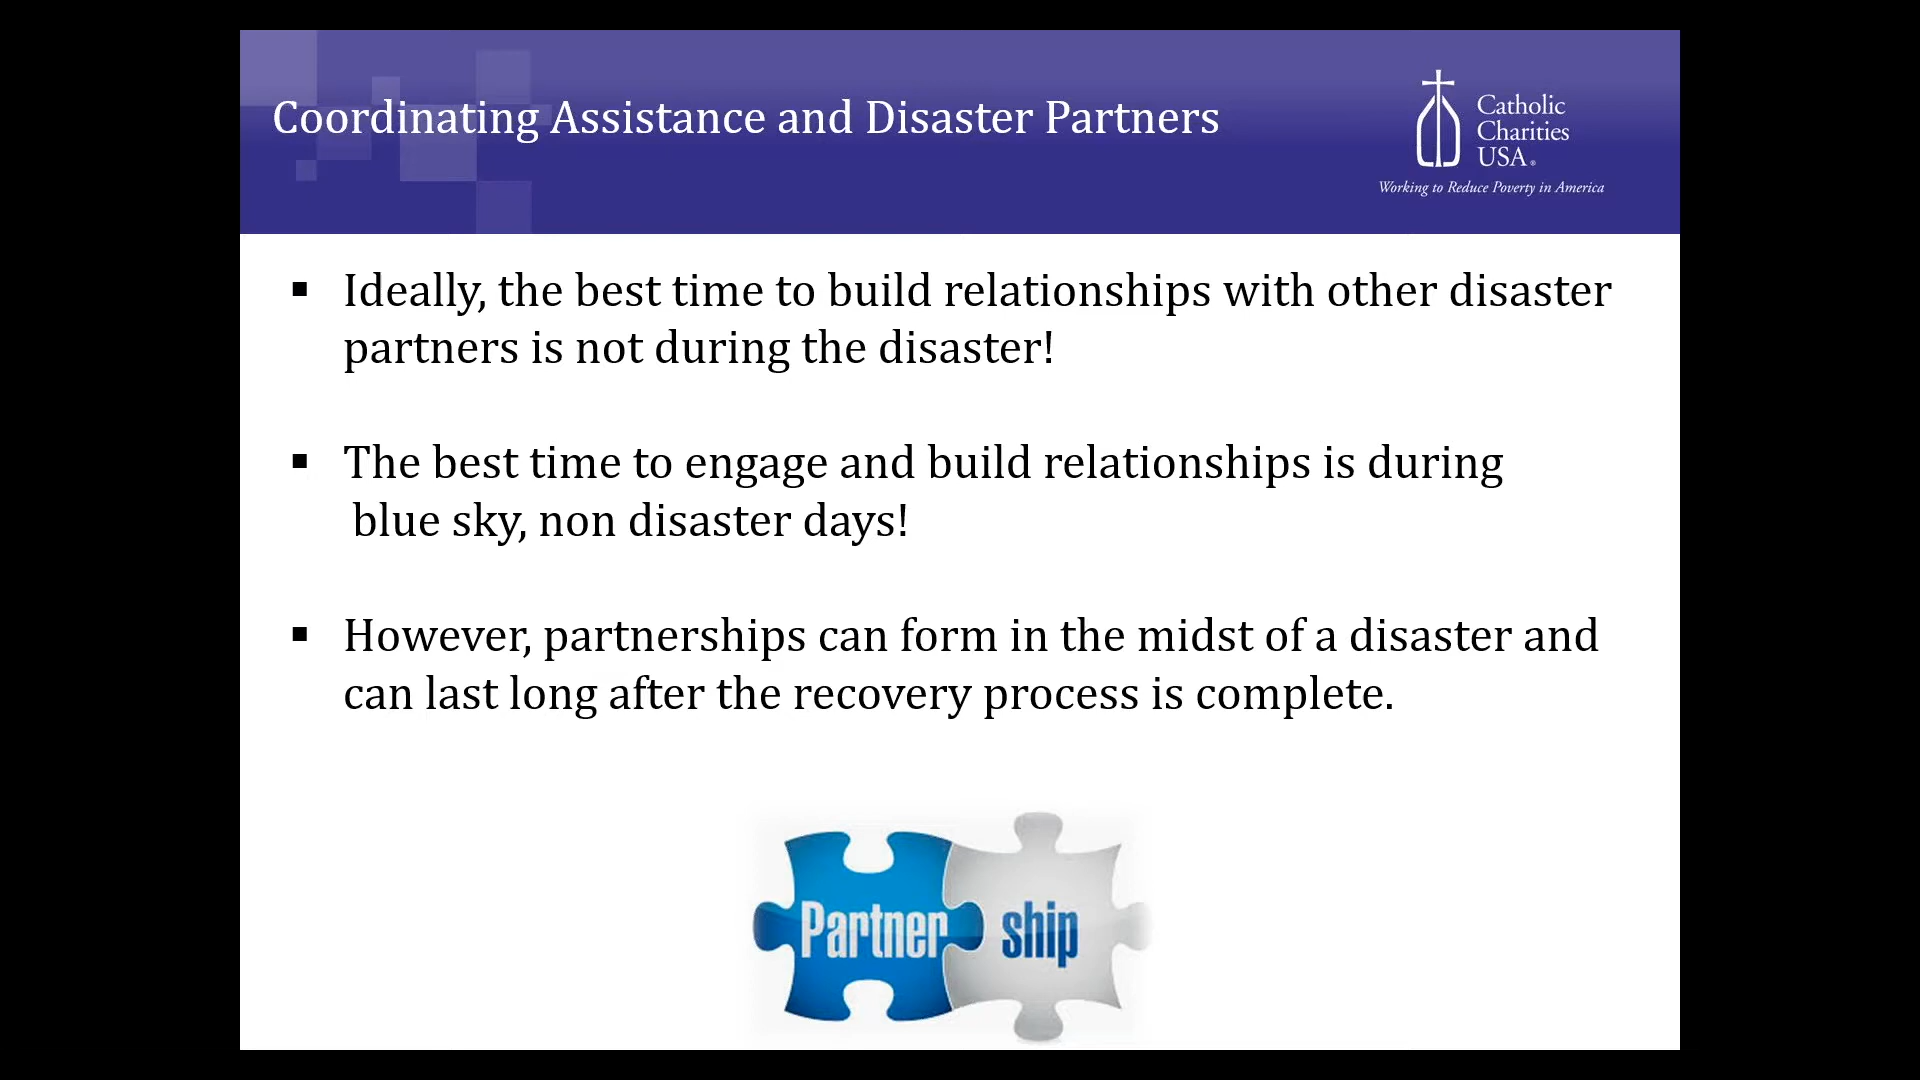 Coordinating Assistance and Disaster Partners
Catholic
Charities
USA®
Working to Reduce Poverty in America
▪ Ideally, the best time to build relationships with other disaster
partners is not during the disaster!
▪ The best time to engage and build relationships is during
blue sky, non disaster days!
▪ However, partnerships can form in the midst of a disaster and
can last long after the recovery process is complete.
Partner ship